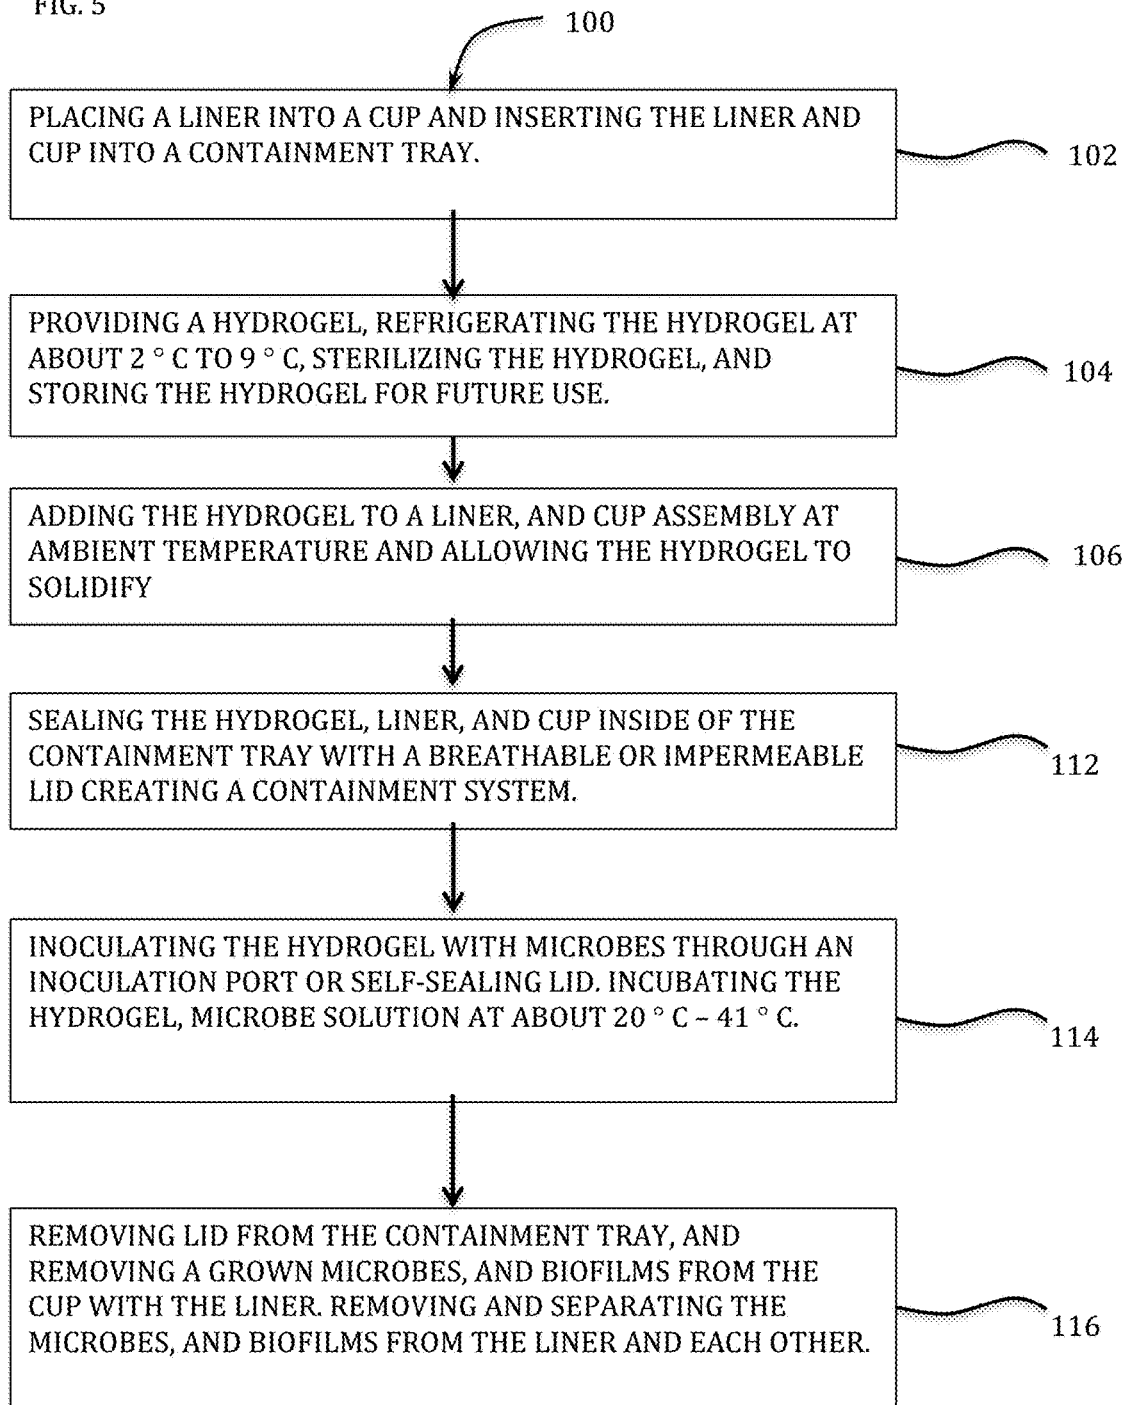 FIG. 5
100
PLACING A LINER INTO A CUP AND INSERTING THE LINER AND
CUP INTO A CONTAINMENT TRAY.
102
PROVIDING A HYDROGEL, REFRIGERATING THE HYDROGEL AT
ABOUT 2 ° C TO 9 ° C, STERILIZING THE HYDROGEL, AND
STORING THE HYDROGEL FOR FUTURE USE.
104
ADDING THE HYDROGEL TO A LINER, AND CUP ASSEMBLY AT
AMBIENT TEMPERATURE AND ALLOWING THE HYDROGEL TO
SOLIDIFY
106
SEALING THE HYDROGEL, LINER, AND CUP INSIDE OF THE
CONTAINMENT TRAY WITH A BREATHABLE OR IMPERMEABLE
LID CREATING A CONTAINMENT SYSTEM.
112
INOCULATING THE HYDROGEL WITH MICROBES THROUGH AN
INOCULATION PORT OR SELF-SEALING LID. INCUBATING THE
HYDROGEL, MICROBE SOLUTION AT ABOUT 20 ° C – 41 ° C.
114
REMOVING LID FROM THE CONTAINMENT TRAY, AND
REMOVING A GROWN MICROBES, AND BIOFILMS FROM THE
CUP WITH THE LINER. REMOVING AND SEPARATING THE
MICROBES, AND BIOFILMS FROM THE LINER AND EACH OTHER.
116